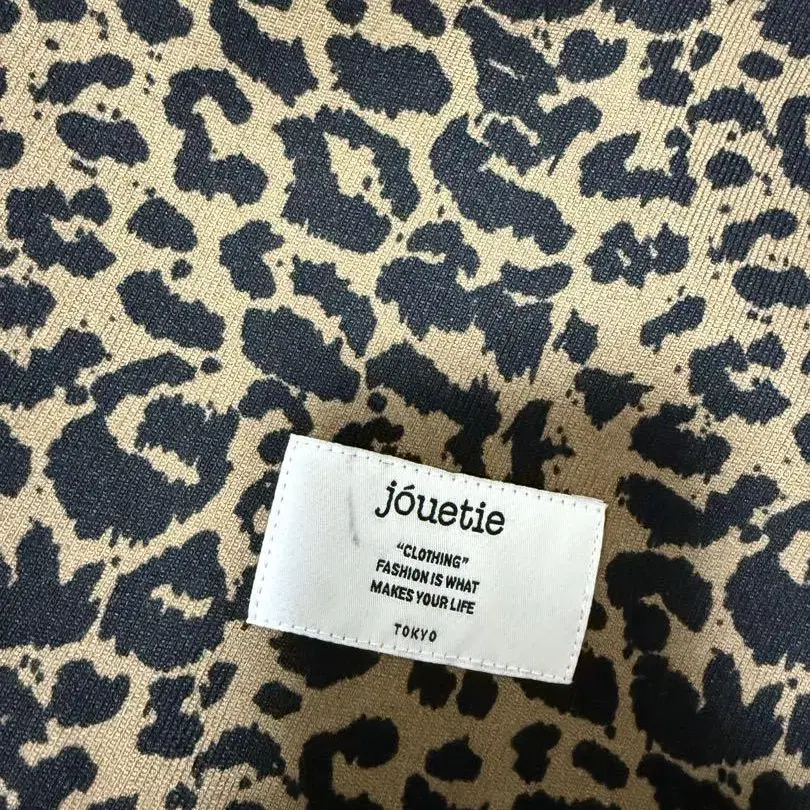 jóuetie
“CLOTHING”
FASHION IS WHAT
MAKES YOUR LIFE
TOKYO